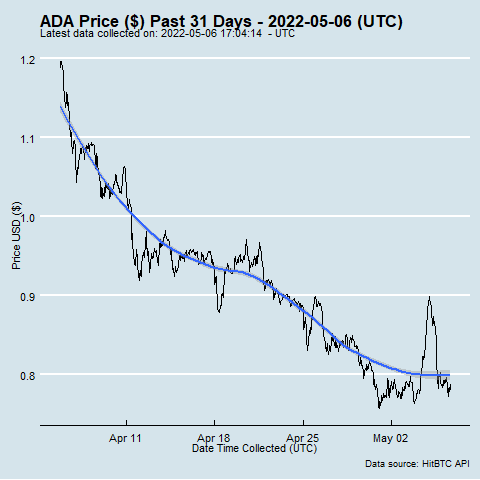 ADA Price ($) Past 31 Days - 2022-05-06 (UTC)
Latest data collected on: 2022-05-06 17:04:14 - UTC
1.2
1.1
1.0
0.9
0.8
Price USD ($)
Apr 11 Apr 18 Apr 25 May 02
Date Time Collected (UTC)
Data source: HitBTC API